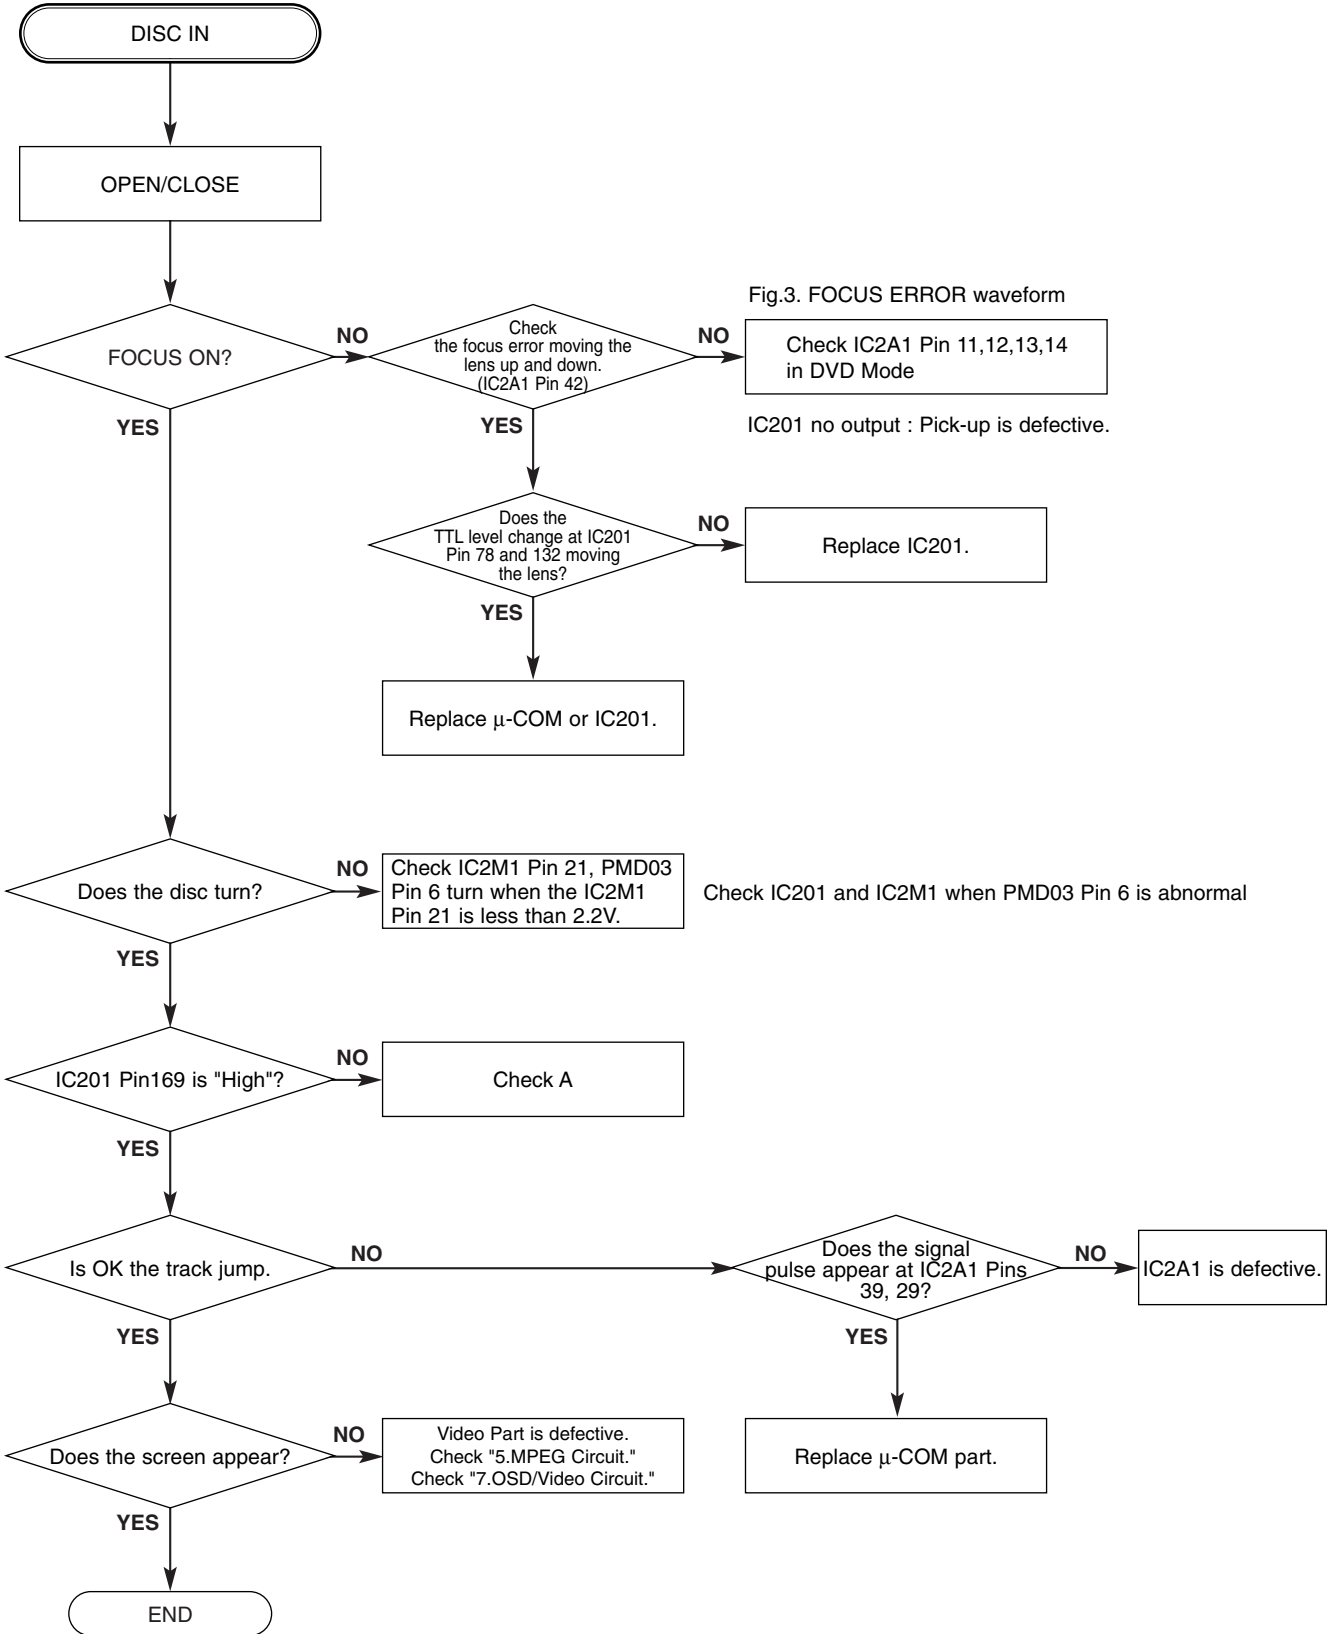 DISC IN
OPEN/CLOSE
Fig.3. FOCUS ERROR waveform
FOCUS ON?
NO
Check
the focus error moving the
lens up and down.
(IC2A1 Pin 42)
NO
Check IC2A1 Pin 11,12,13,14
in DVD Mode
IC201 no output : Pick-up is defective.
YES
YES
Does the
TTL level change at IC201
Pin 78 and 132 moving
the lens?
NO
Replace IC201.
YES
Replace μ-COM or IC201.
Does the disc turn?
NO
Check IC2M1 Pin 21, PMD03
Pin 6 turn when the IC2M1
Pin 21 is less than 2.2V.
Check IC201 and IC2M1 when PMD03 Pin 6 is abnormal
YES
IC201 Pin169 is "High"?
NO
Check A
YES
Is OK the track jump.
NO
Does the signal
pulse appear at IC2A1 Pins
39, 29?
NO
IC2A1 is defective.
YES
YES
Does the screen appear?
NO
Video Part is defective.
Check "5.MPEG Circuit."
Check "7.OSD/Video Circuit."
Replace μ-COM part.
YES
END